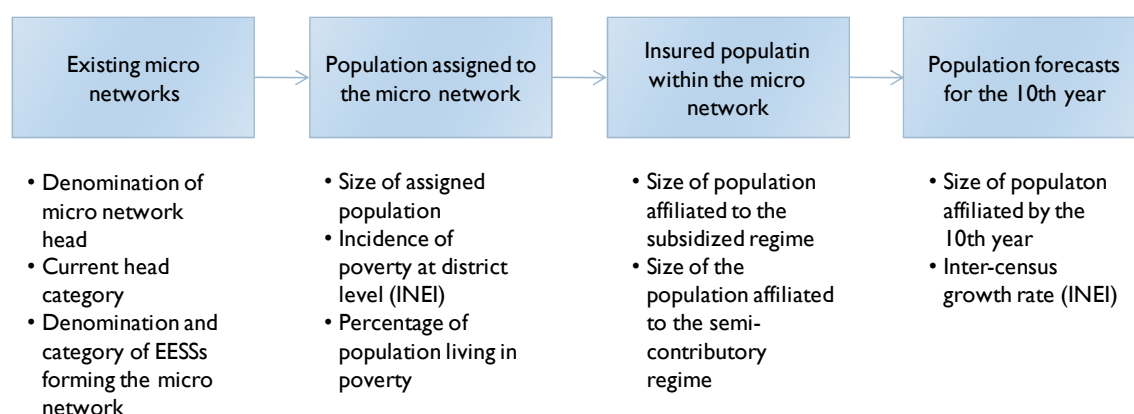 Existing micro
networks
Population assigned to
the micro network
Insured populatin
within the micro
network
Population forecasts
for the 10th year
• Denomination of
micro network
head
• Current head
category
• Denomination and
category of EESSs
forming the micro
network
• Size of assigned
population
• Incidence of
poverty at district
level (INEI)
• Percentage of
population living in
poverty
• Size of population
affiliated to the
subsidized regime
• Size of the
population affiliated
to the semi-
contributory
regime
• Size of populaton
affiliated by the
10th year
• Inter-census
growth rate (INEI)